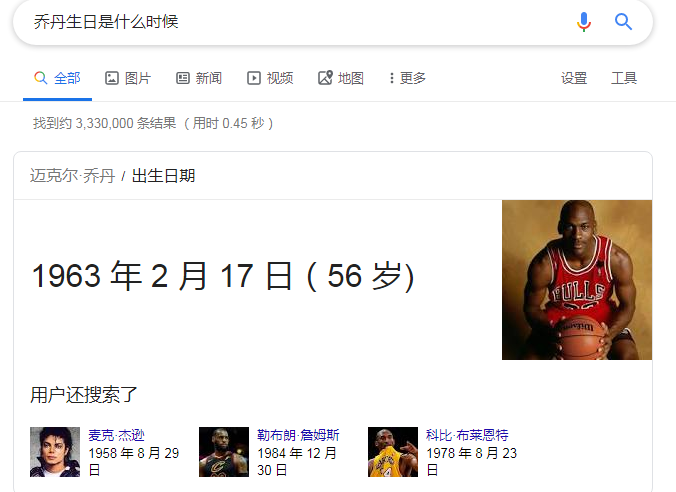 乔丹生日是什么时候
全部 图片 新闻 视频 地图 更多 设置 工具
找到约 3,330,000 条结果 （用时 0.45 秒）
迈克尔·乔丹 / 出生日期
1963 年 2 月 17 日 ( 56 岁)
BULLS
用户还搜索了
麦克·杰逊
1958 年 8 月 29
日
勒布朗·詹姆斯
1984 年 12 月
30 日
科比·布莱恩特
1978 年 8 月 23
日